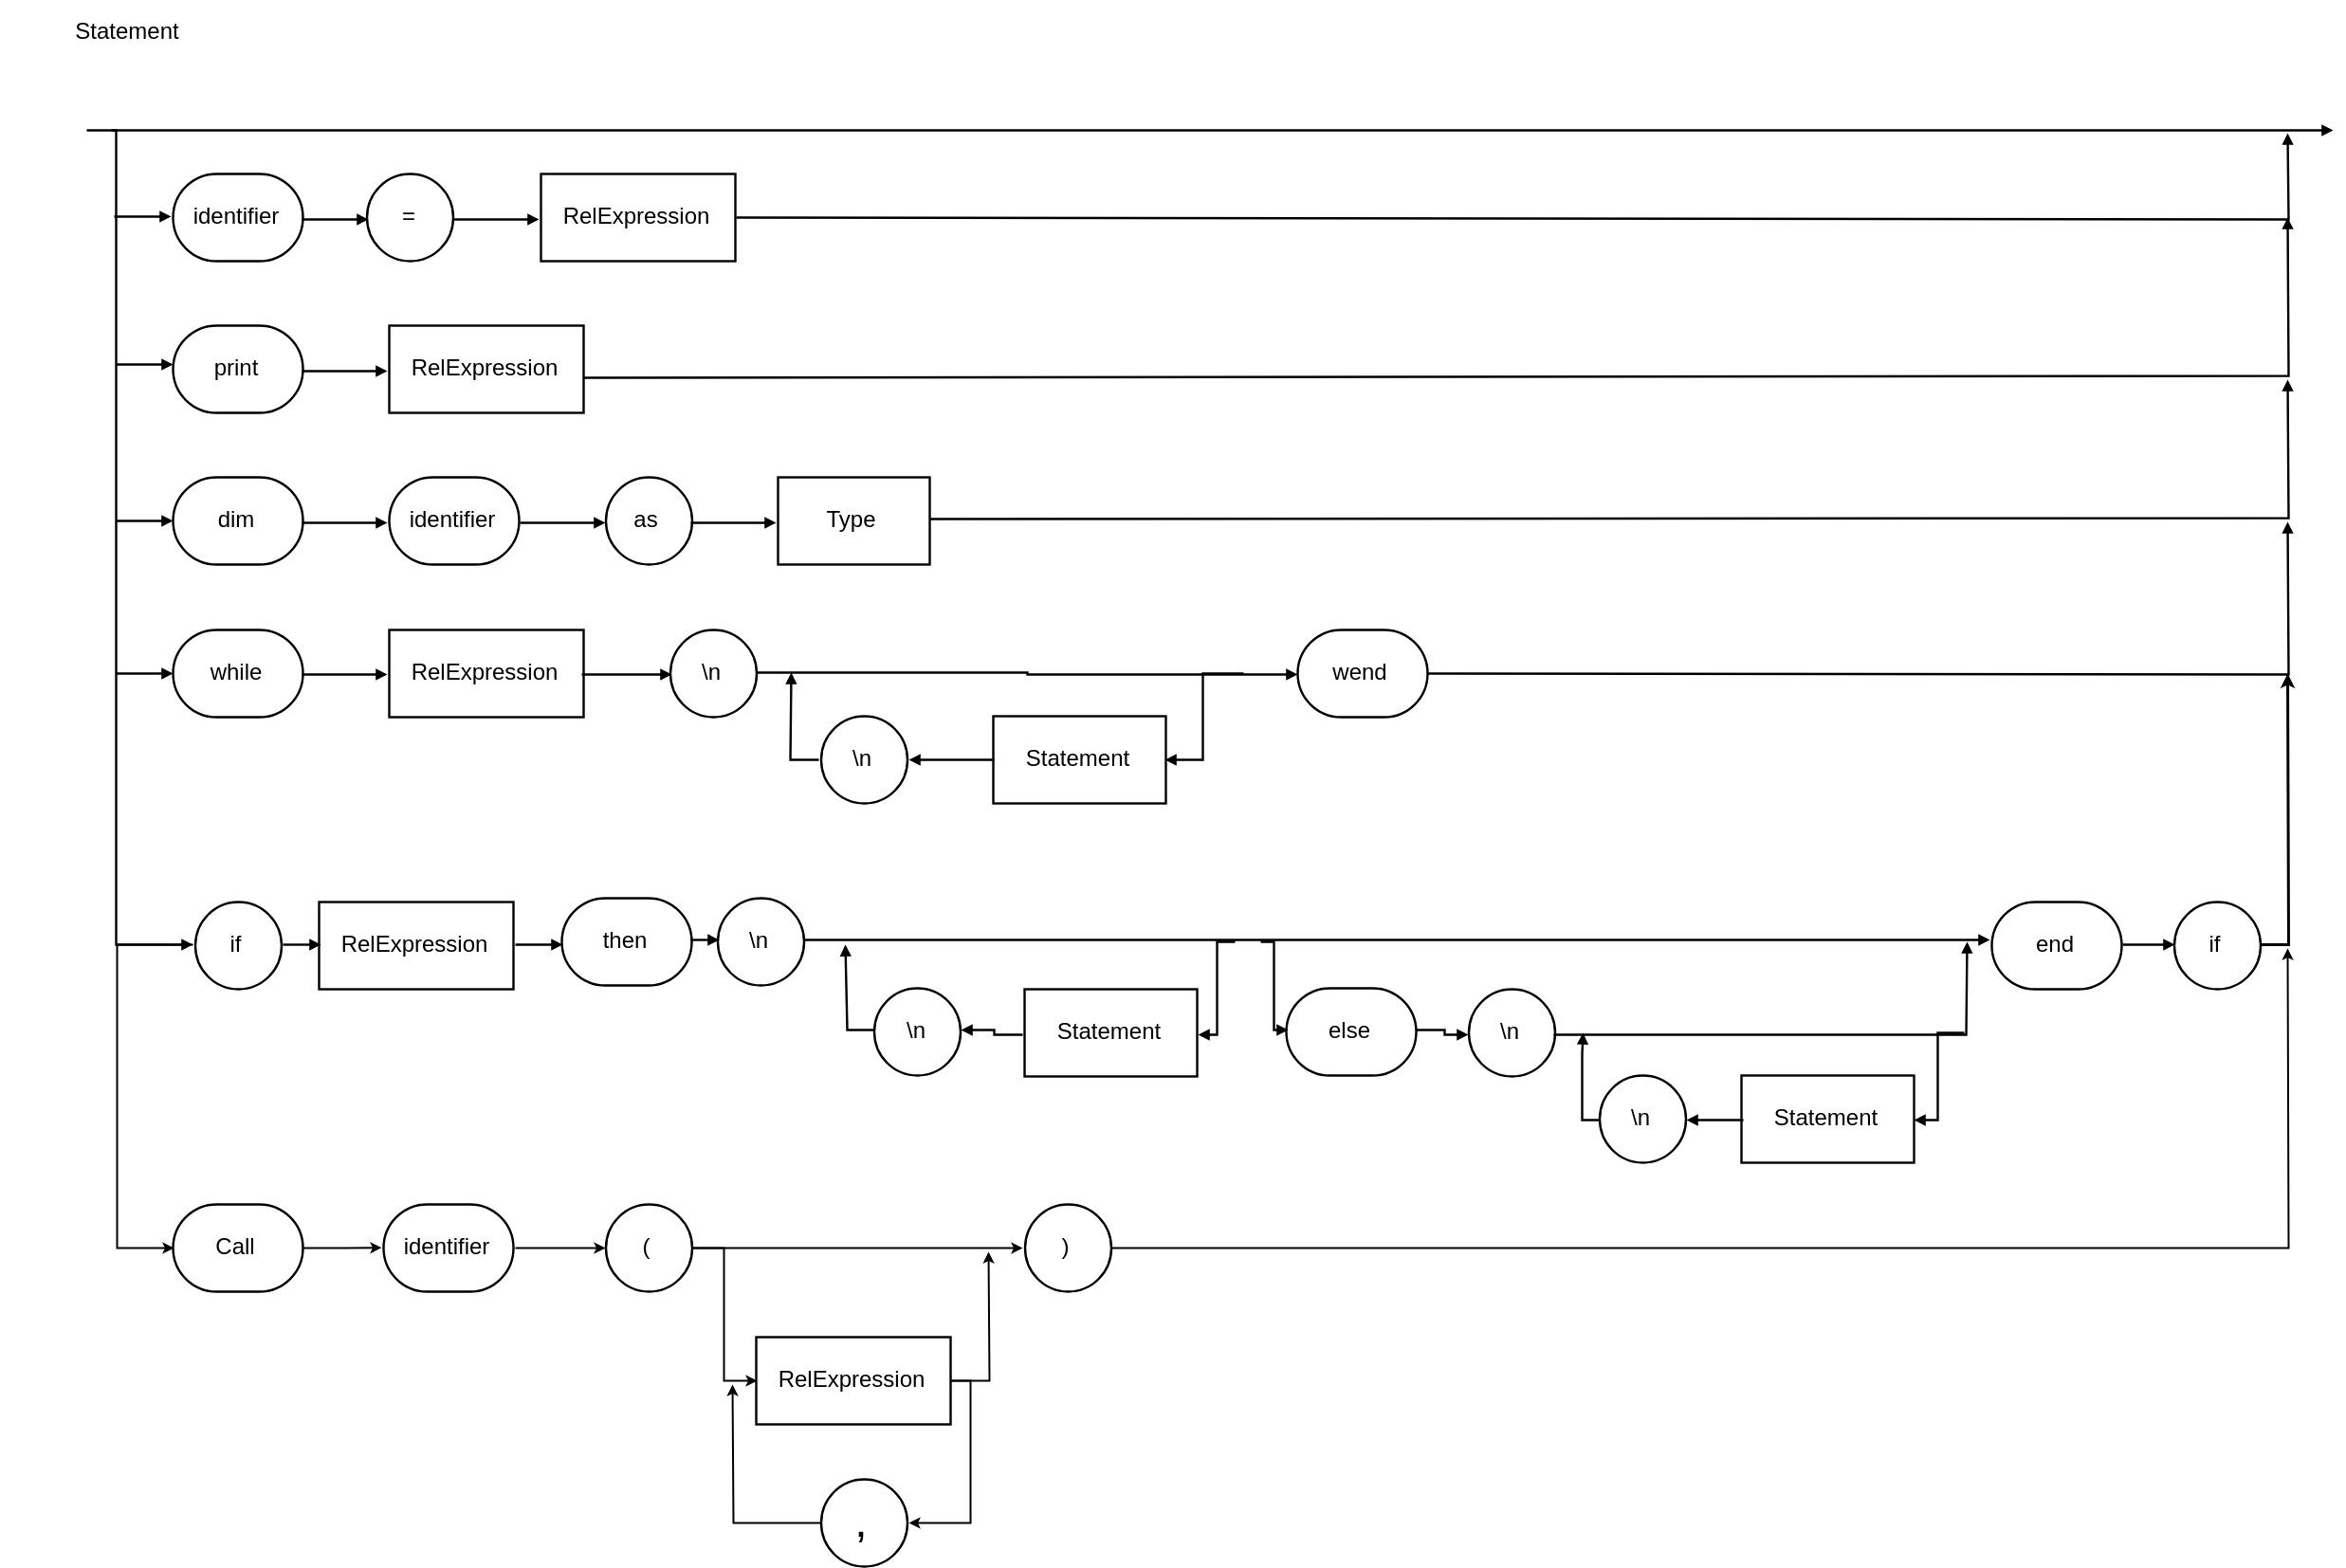 Statement
identifier = RelExpression
print RelExpression
dim identifier as Type
while RelExpression \n wend
\n Statement
if RelExpression then \n end if
\n Statement else \n
\n Statement
Call identifier ( )
RelExpression
,